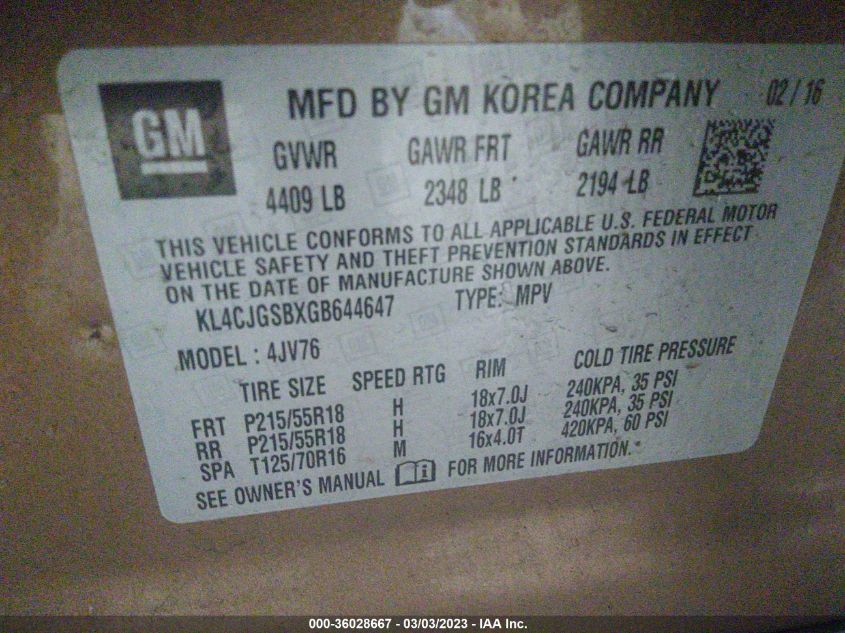 GM
MFD BY GM KOREA COMPANY 02/16
GVWR GAWR FRT GAWR RR
4409 LB 2348 LB 2194 LB
THIS VEHICLE CONFORMS TO ALL APPLICABLE U.S. FEDERAL MOTOR
VEHICLE SAFETY AND THEFT PREVENTION STANDARDS IN EFFECT
ON THE DATE OF MANUFACTURE SHOWN ABOVE.
KL4CJGSBXGB644647 TYPE: MPV
MODEL : 4JV76
TIRE SIZE SPEED RTG RIM COLD TIRE PRESSURE
FRT P215/55R18 H 18x7.0J 240KPA, 35 PSI
RR P215/55R18 H 18x7.0J 240KPA, 35 PSI
SPA T125/70R16 M 16x4.0T 420KPA, 60 PSI
SEE OWNER'S MANUAL FOR MORE INFORMATION.
000-36028667 - 03/03/2023 - IAA Inc.